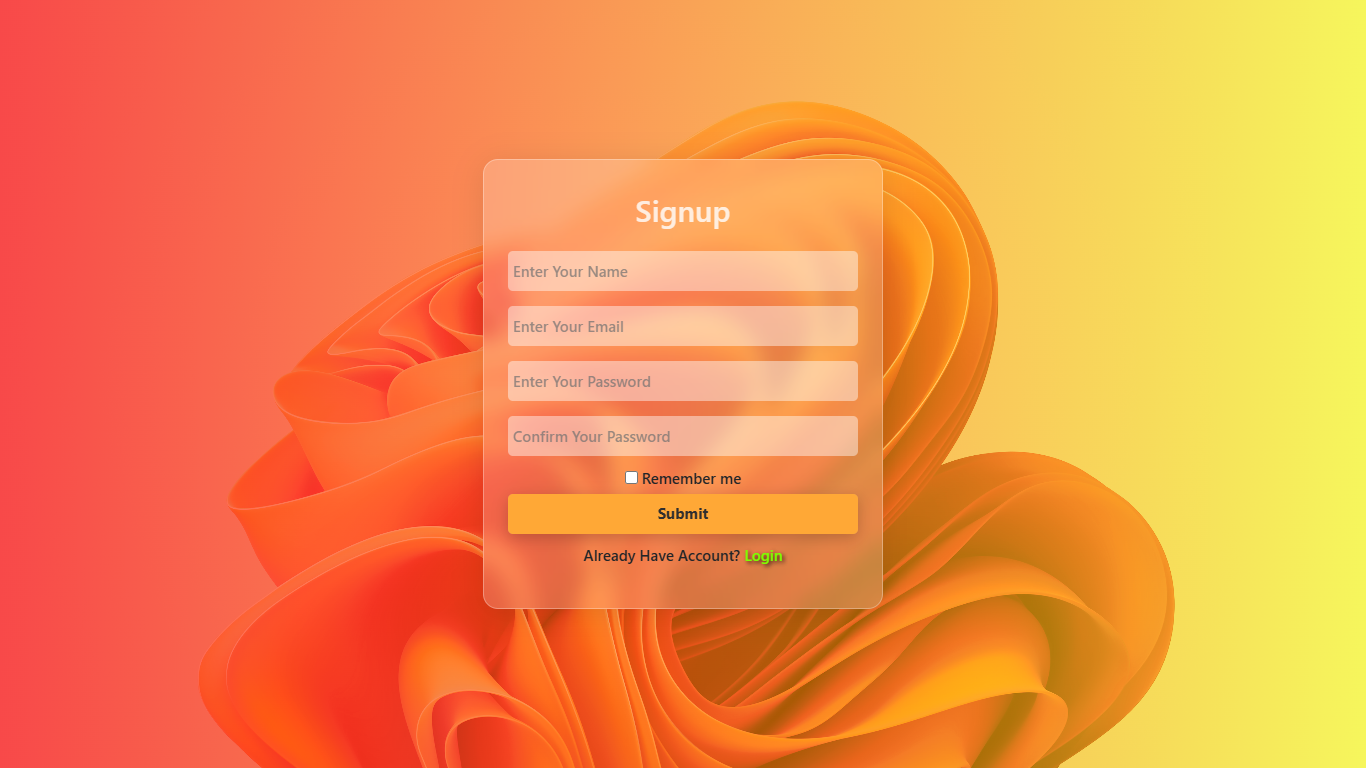 Signup
Enter Your Name
Enter Your Email
Enter Your Password
Confirm Your Password
Remember me
Submit
Already Have Account? Login